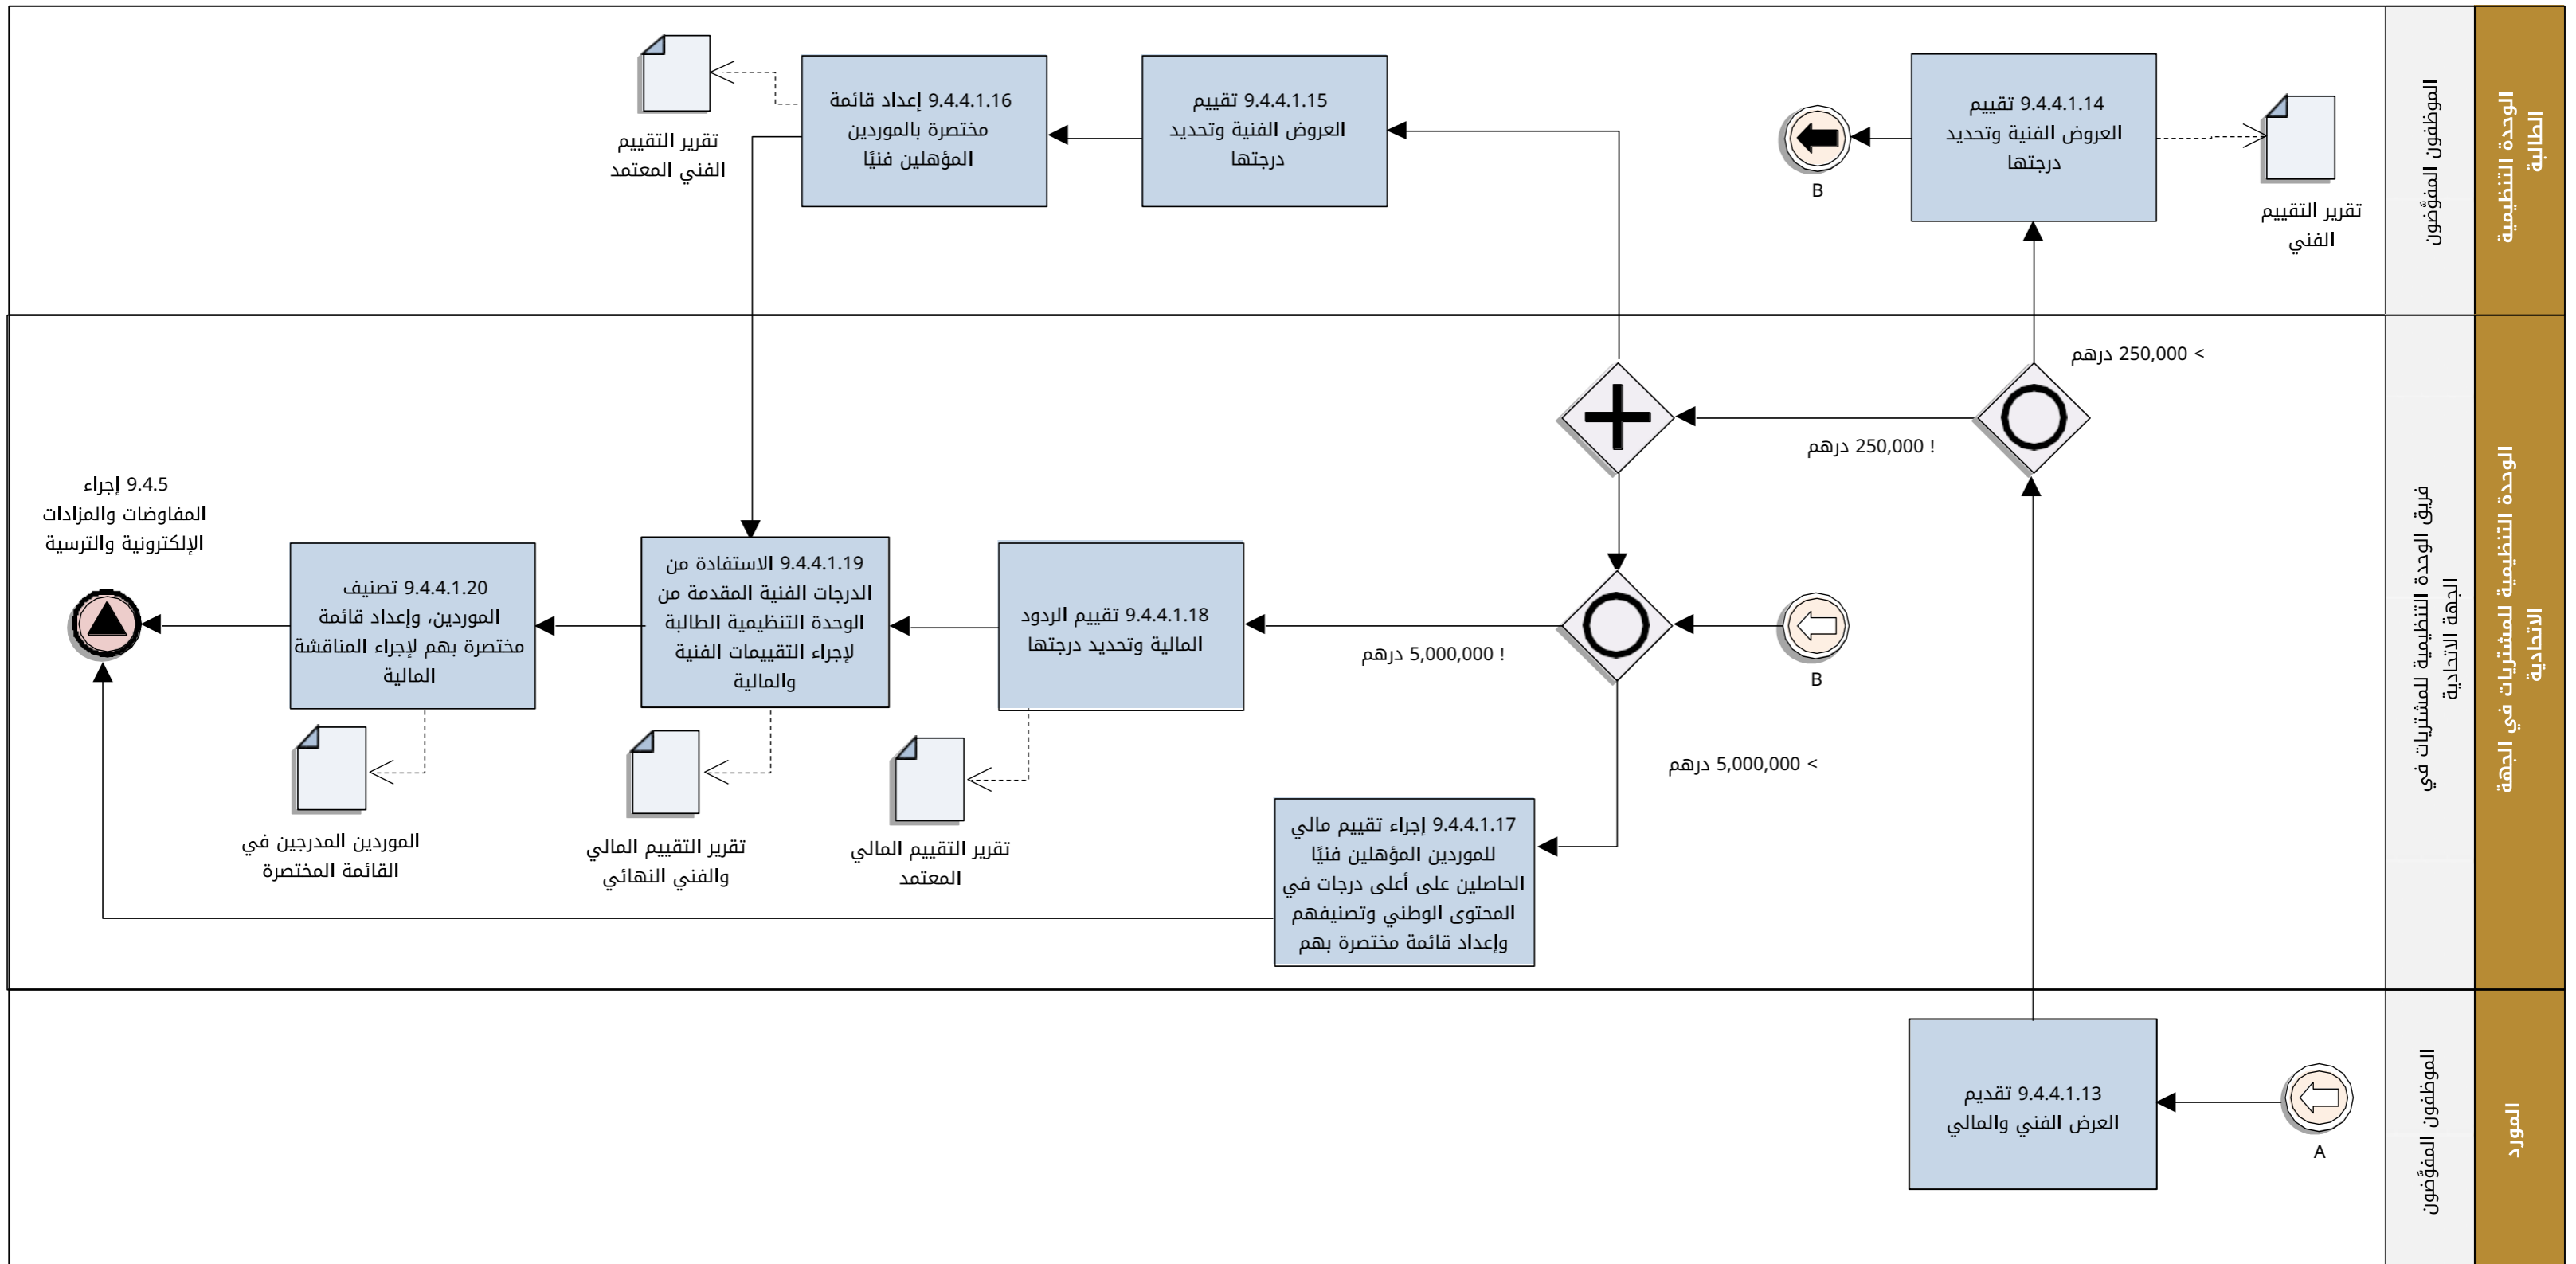 الوحدة التنظيمية
الطالبة
الموظفون المفوَّضون
9.4.4.1.14 تقييم
العروض الفنية وتحديد
درجتها
تقرير التقييم
الفني
B
9.4.4.1.15 تقييم
العروض الفنية وتحديد
درجتها
9.4.4.1.16 إعداد قائمة
مختصرة بالموردين
المؤهلين فنيًا
تقرير التقييم
الفني المعتمد
الوحدة التنظيمية للمشتريات في الجهة
الاتحادية
فريق الوحدة التنظيمية للمشتريات في
الجهة الاتحادية
> 250,000 درهم
! 250,000 درهم
B
! 5,000,000 درهم
> 5,000,000 درهم
9.4.4.1.17 إجراء تقييم مالي
للموردين المؤهلين فنيًا
الحاصلين على أعلى درجات في
المحتوى الوطني وتصنيفهم
وإعداد قائمة مختصرة بهم
9.4.4.1.18 تقييم الردود
المالية وتحديد درجتها
تقرير التقييم المالي
المعتمد
9.4.4.1.19 الاستفادة من
الدرجات الفنية المقدمة من
الوحدة التنظيمية الطالبة
لإجراء التقييمات الفنية
والمالية
تقرير التقييم المالي
والفني النهائي
9.4.4.1.20 تصنيف
الموردين، وإعداد قائمة
مختصرة بهم لإجراء المناقشة
المالية
الموردين المدرجين في
القائمة المختصرة
9.4.5 إجراء
المفاوضات والمزادات
الإلكترونية والترسية
المورد
الموظفون المفوَّضون
A
9.4.4.1.13 تقديم
العرض الفني والمالي